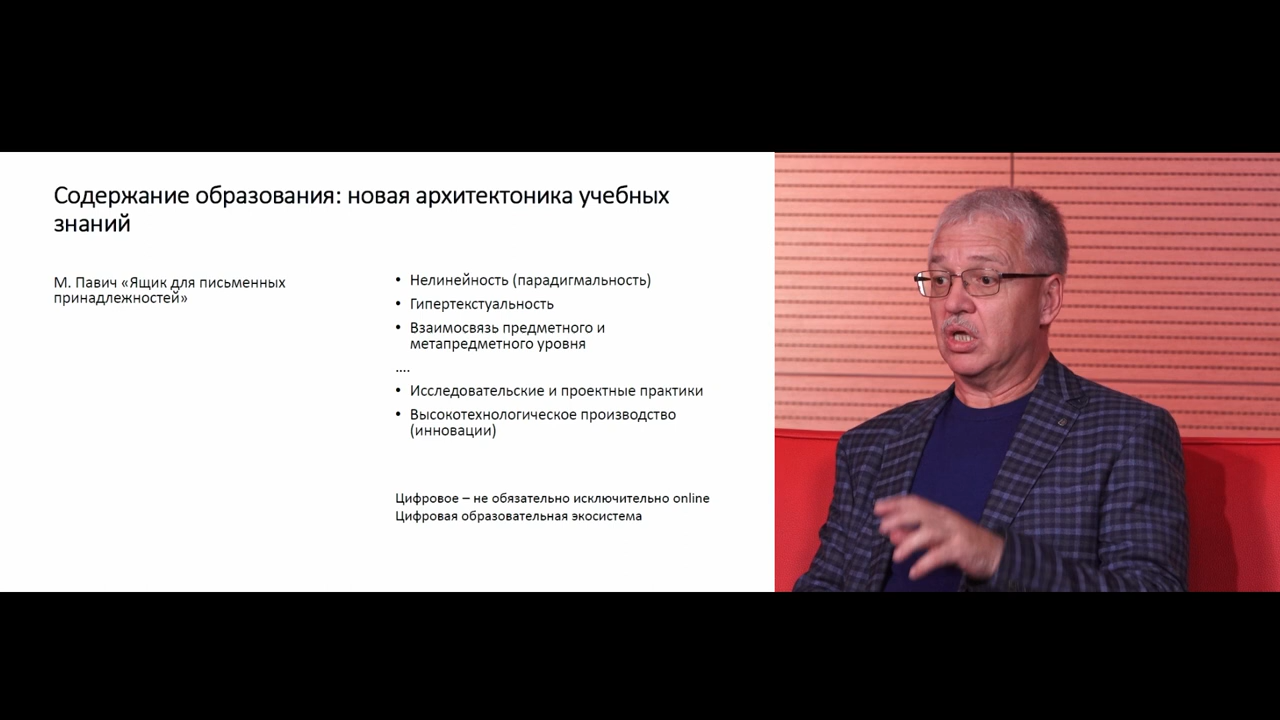 Содержание образования: новая архитектоника учебных
знаний
М. Павич «Ящик для письменных
принадлежностей»
• Нелинейность (парадигмальность)
• Гипертекстуальность
• Взаимосвязь предметного и
метапредметного уровня
....
• Исследовательские и проектные практики
• Высокотехнологическое производство
(инновации)
Цифровое – не обязательно исключительно online
Цифровая образовательная экосистема